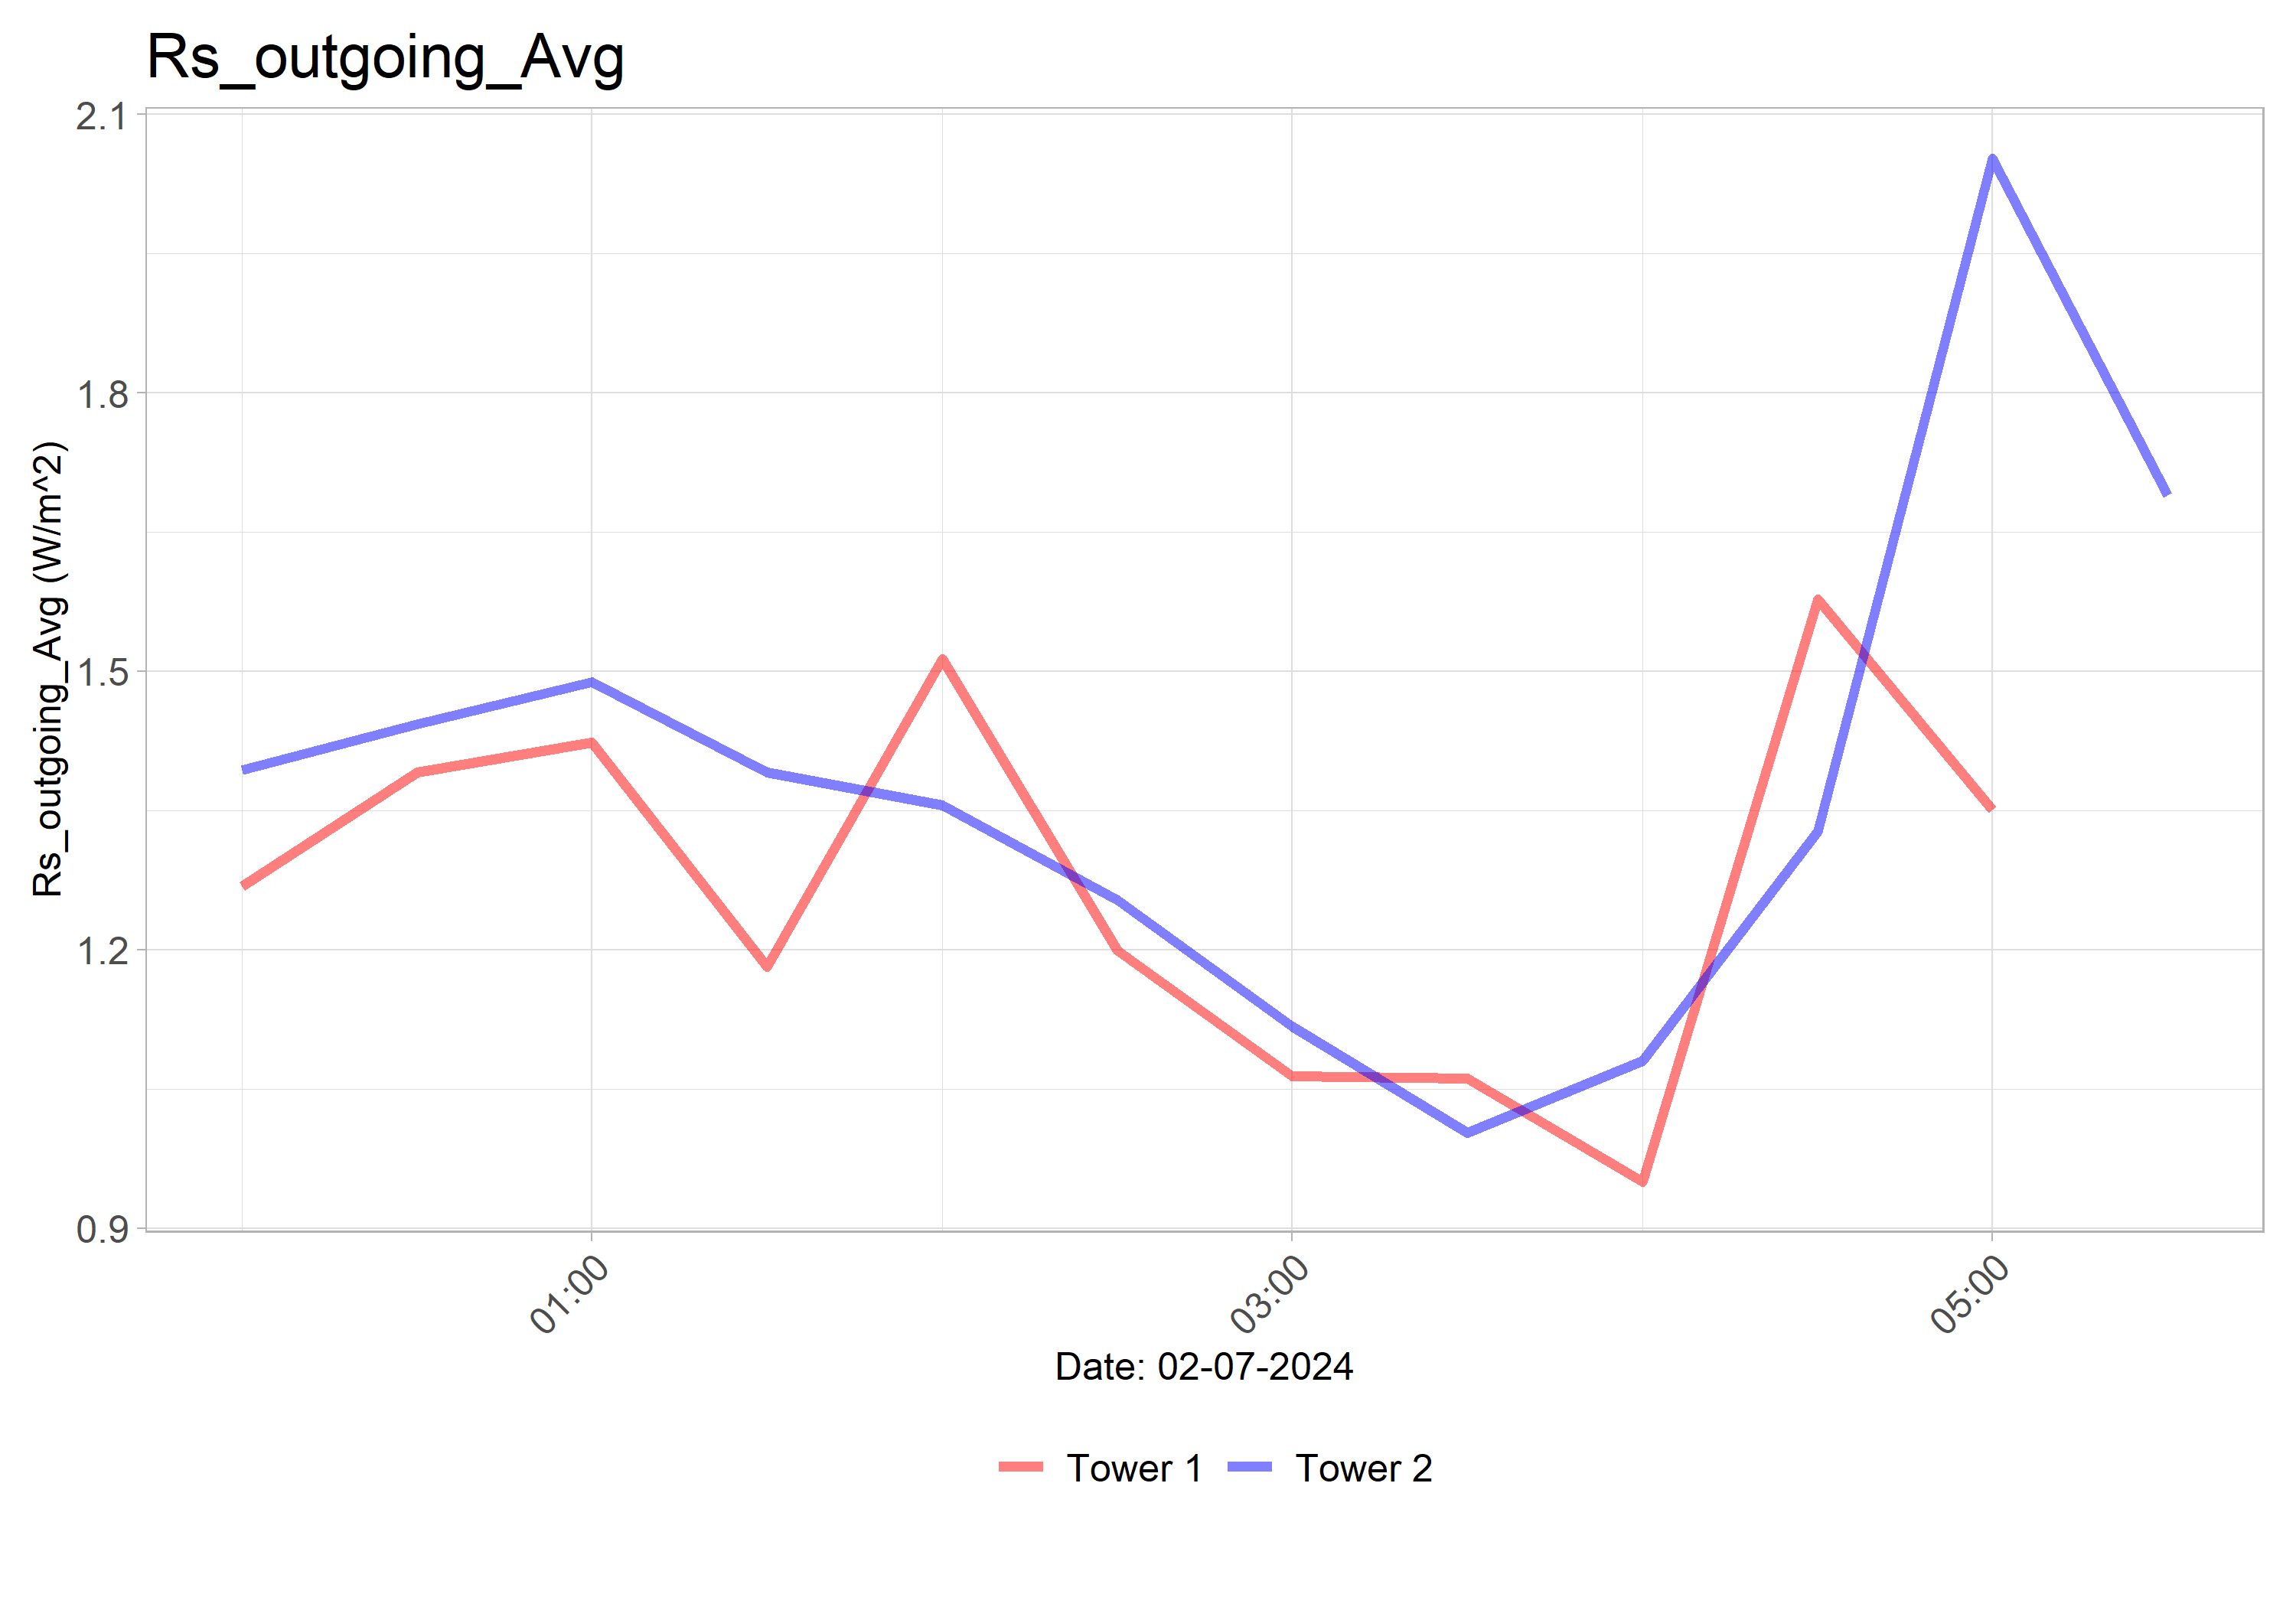 Rs_outgoing_Avg
Rs_outgoing_Avg (W/m^2)
2.1
1.8
1.5
1.2
0.9
01:00
03:00
05:00
Date: 02-07-2024
Tower 1
Tower 2